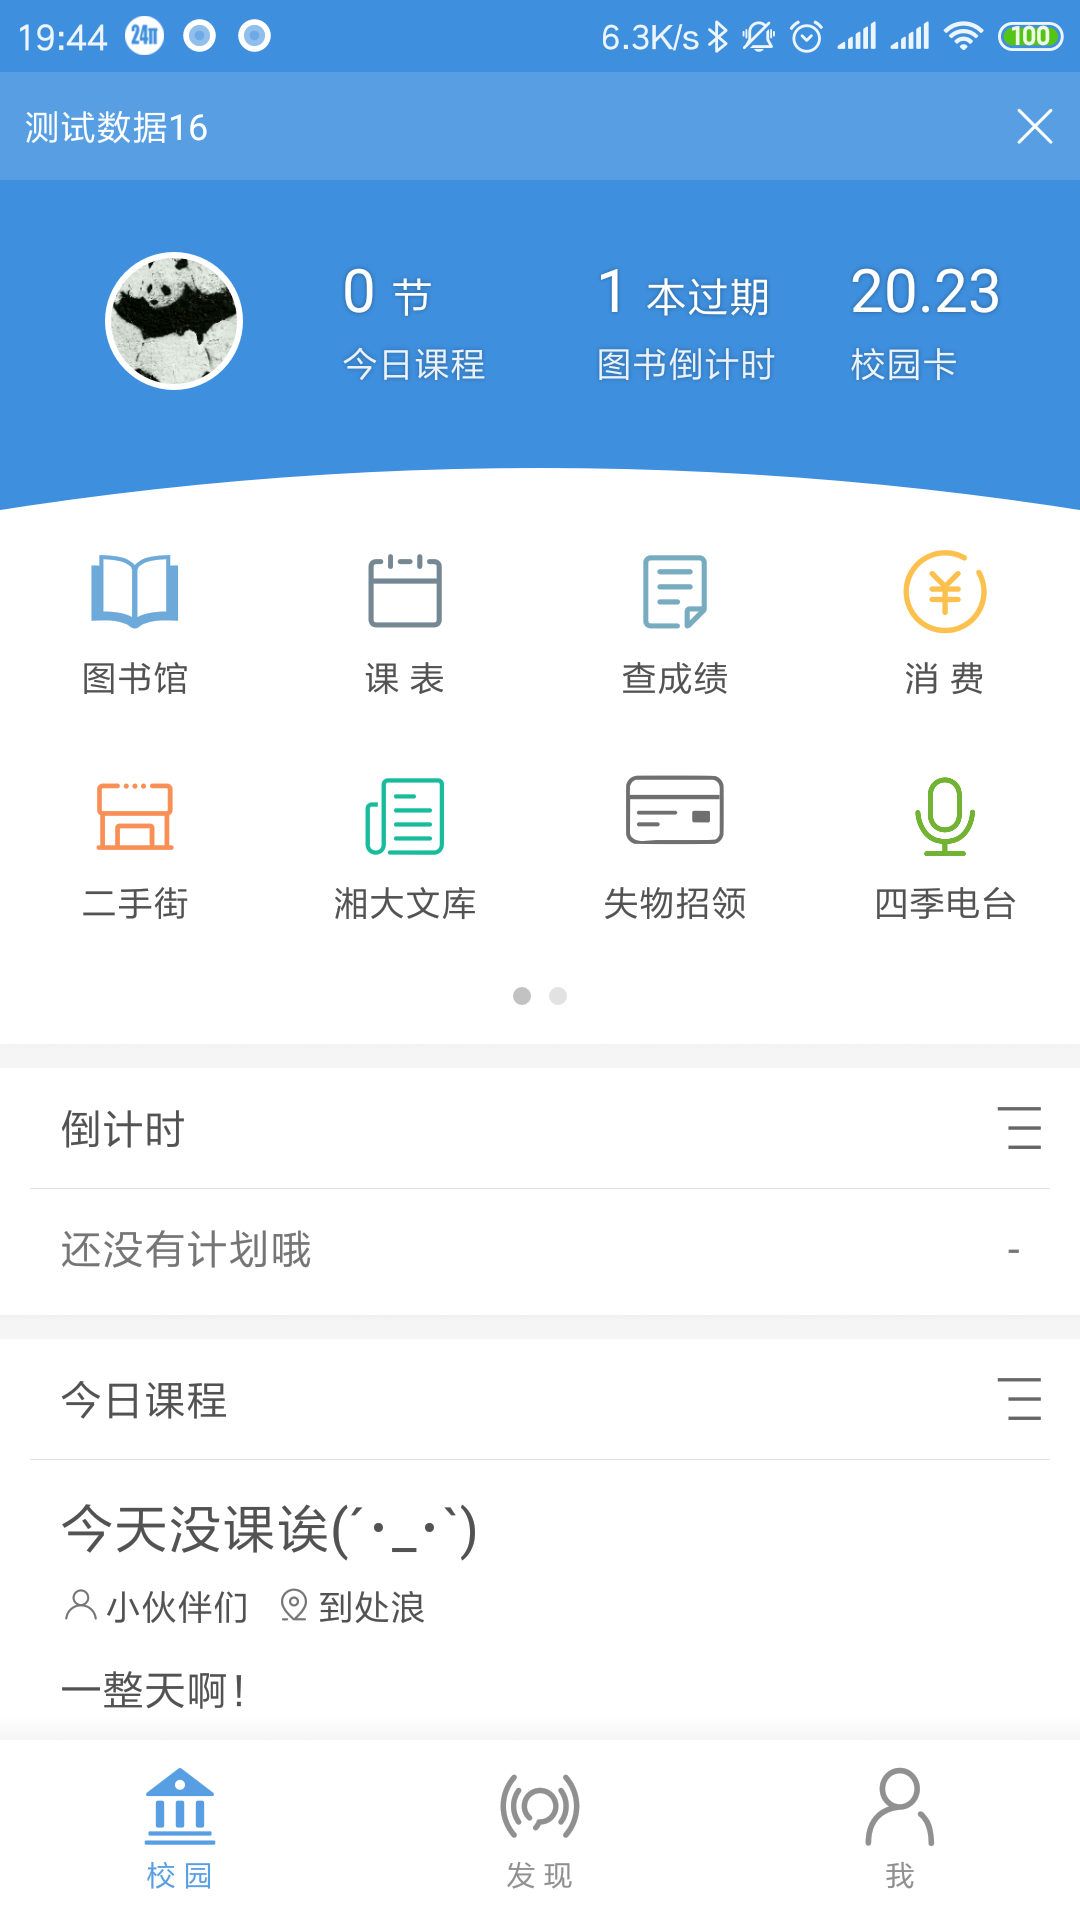 19:44 24π 6.3K/s 100
测试数据16
0 节 1 本过期 20.23
今日课程 图书倒计时 校园卡
图书馆 课 表 查成绩 消 费
二手街 湘大文库 失物招领 四季电台
倒计时
还没有计划哦 -
今日课程
今天没课诶(´･_･`)
小伙伴们 到处浪
一整天啊！
校 园 发 现 我